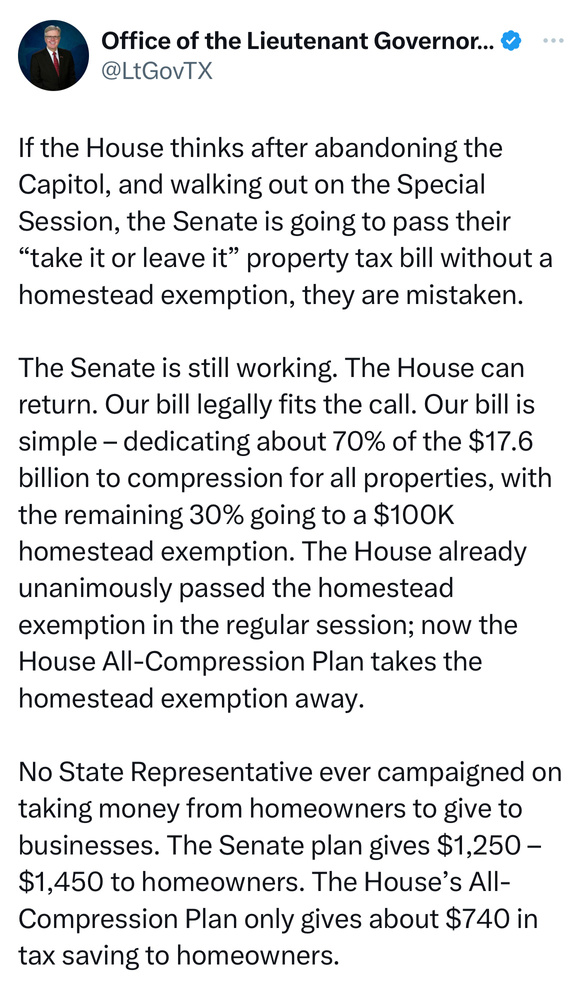 Office of the Lieutenant Governor...
@LtGovTX
If the House thinks after abandoning the
Capitol, and walking out on the Special
Session, the Senate is going to pass their
“take it or leave it” property tax bill without a
homestead exemption, they are mistaken.
The Senate is still working. The House can
return. Our bill legally fits the call. Our bill is
simple – dedicating about 70% of the $17.6
billion to compression for all properties, with
the remaining 30% going to a $100K
homestead exemption. The House already
unanimously passed the homestead
exemption in the regular session; now the
House All-Compression Plan takes the
homestead exemption away.
No State Representative ever campaigned on
taking money from homeowners to give to
businesses. The Senate plan gives $1,250 –
$1,450 to homeowners. The House’s All-
Compression Plan only gives about $740 in
tax saving to homeowners.